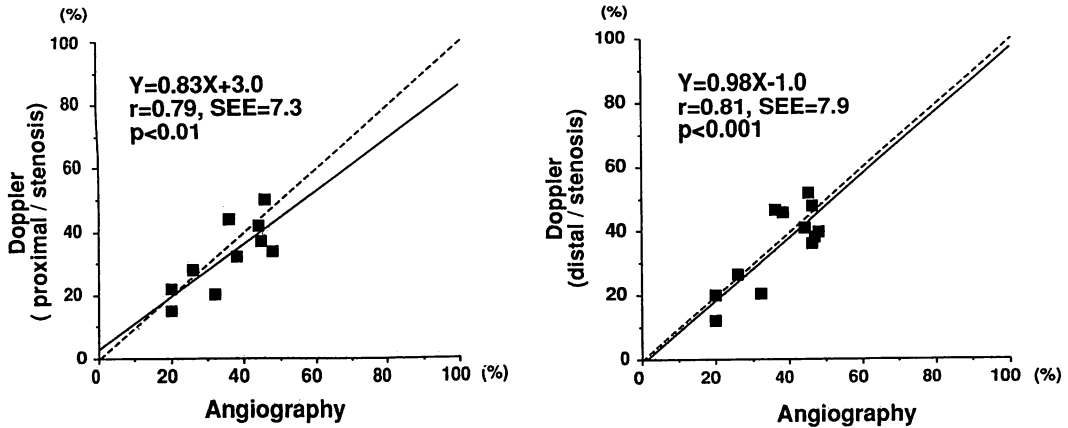 (%)
100
80
60
40
20
0
Doppler
( proximal / stenosis)
Y=0.83X+3.0
r=0.79, SEE=7.3
p<0.01
0 20 40 60 80 100 (%)
Angiography
(%)
100
80
60
40
20
0
Doppler
(distal / stenosis)
Y=0.98X-1.0
r=0.81, SEE=7.9
p<0.001
0 20 40 60 80 100 (%)
Angiography